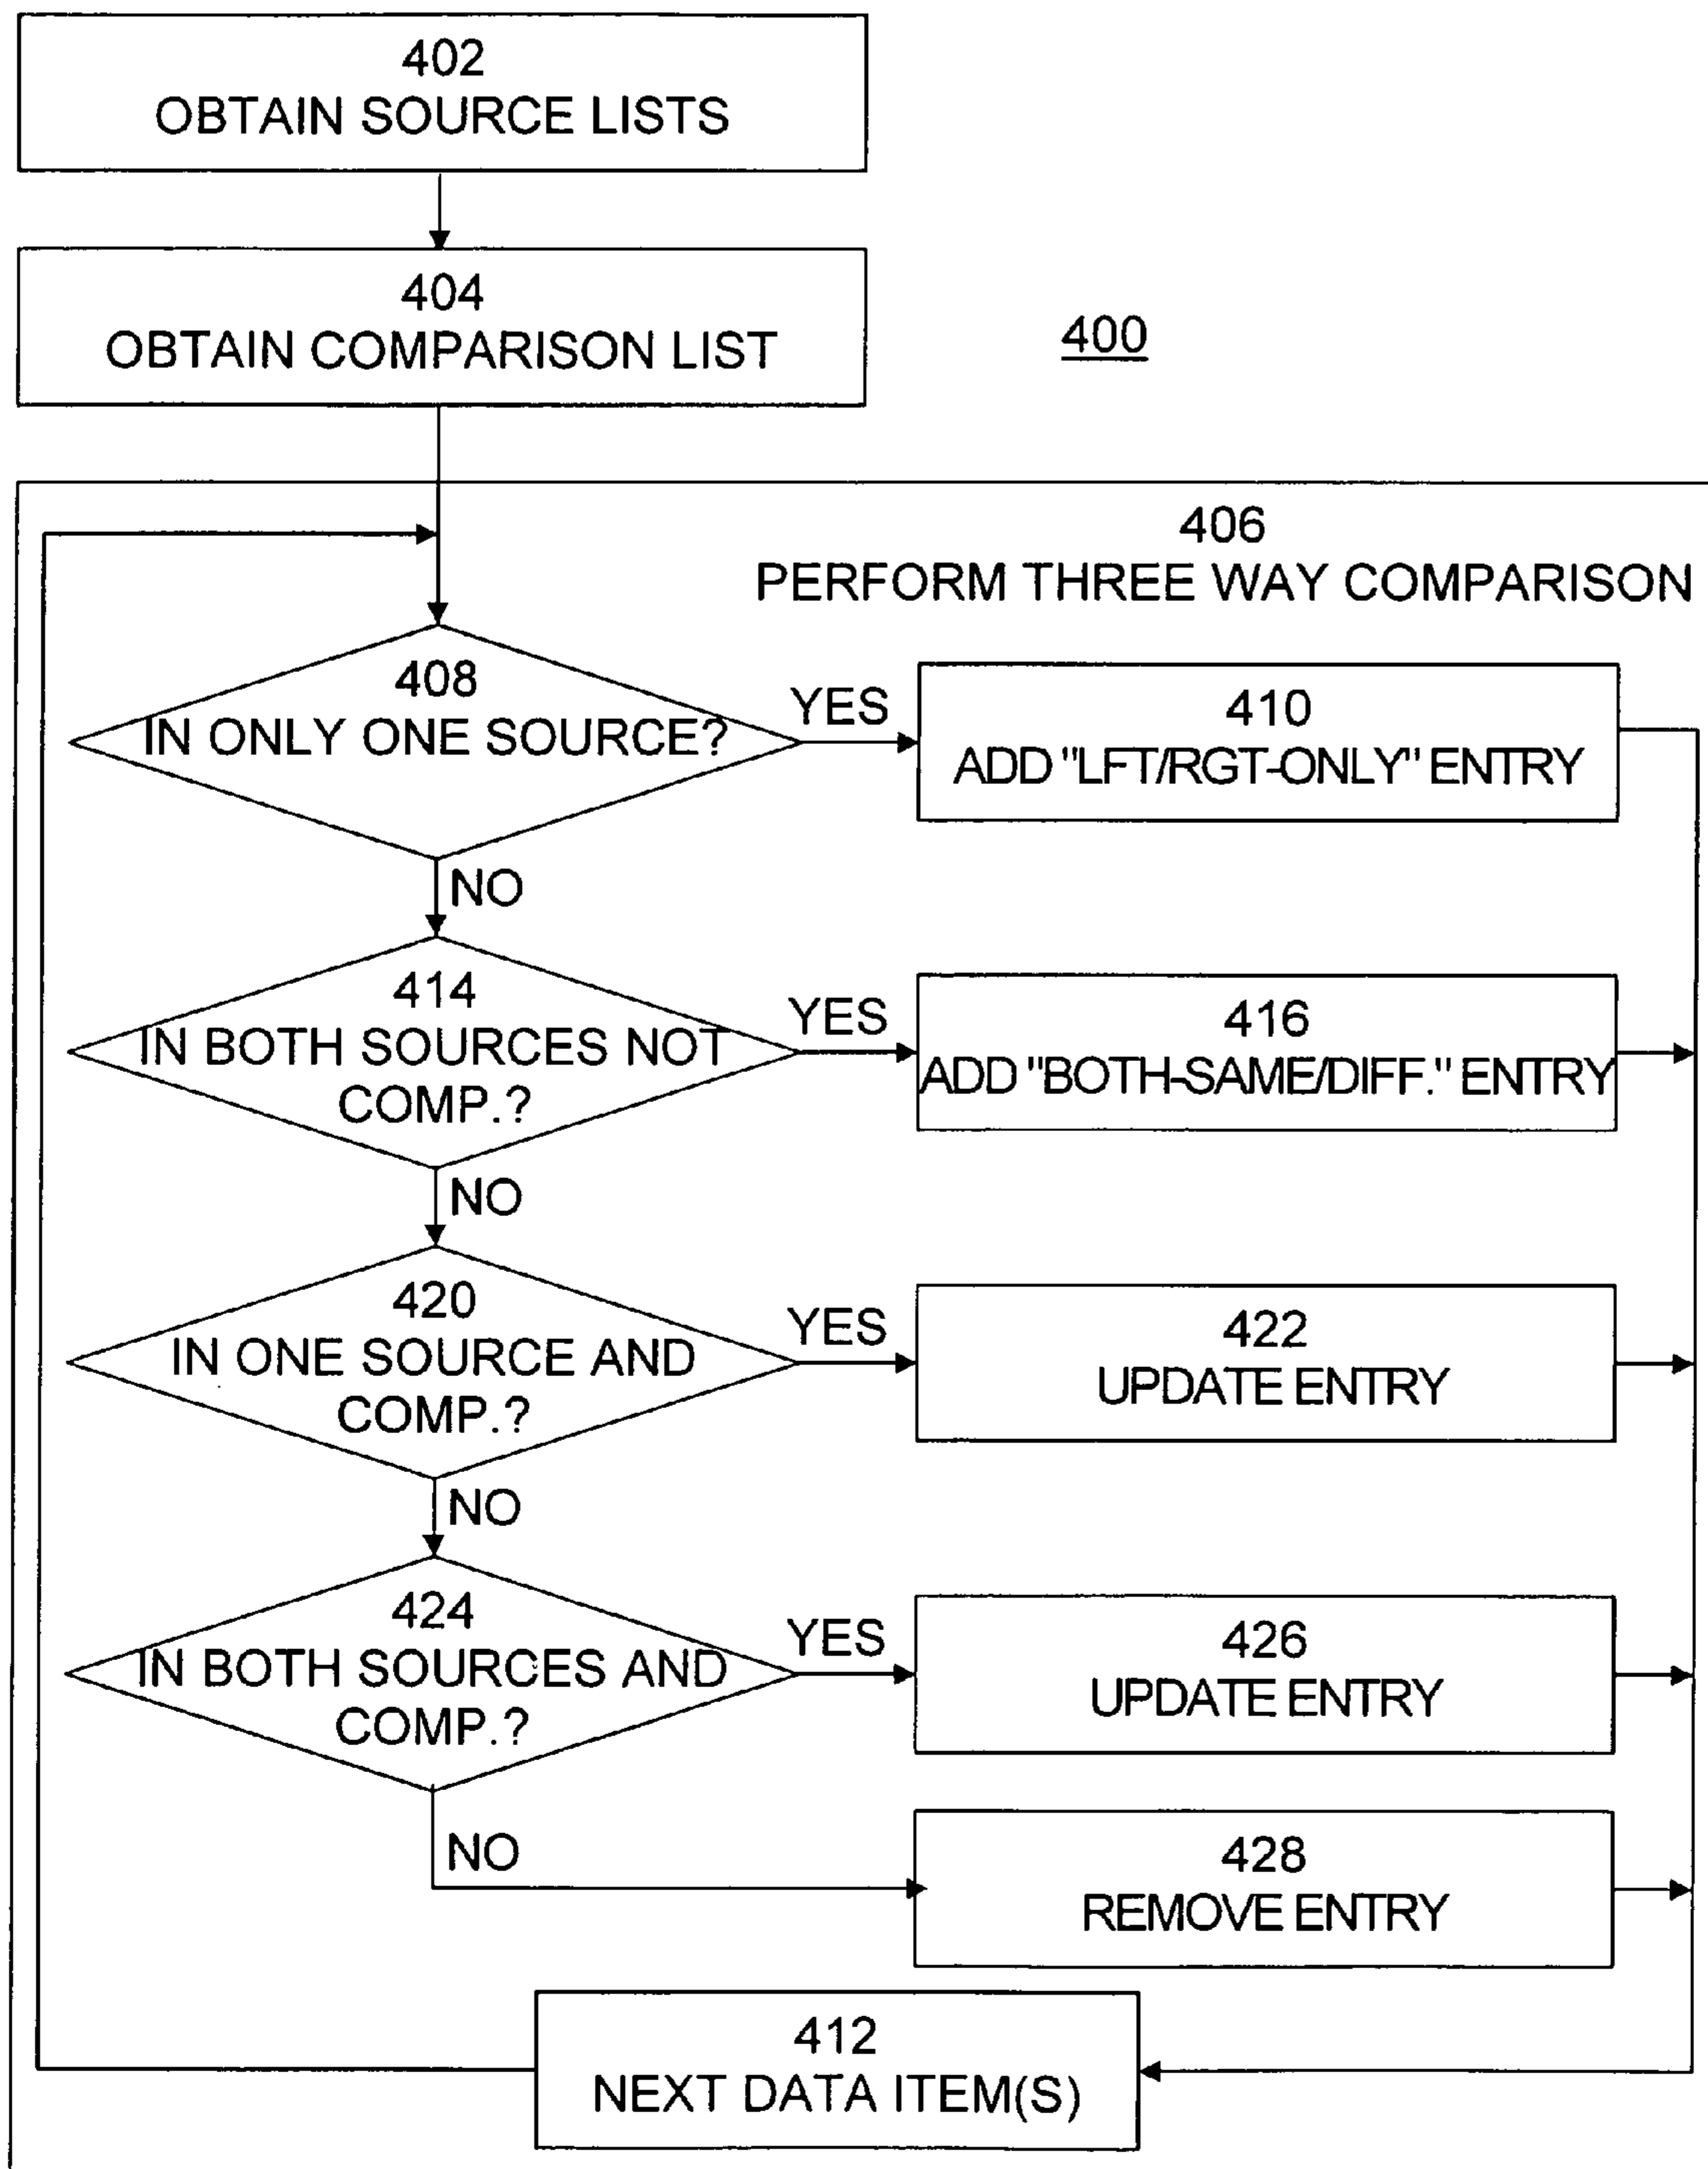 402
OBTAIN SOURCE LISTS
404
OBTAIN COMPARISON LIST
400
406
PERFORM THREE WAY COMPARISON
408
IN ONLY ONE SOURCE?
YES
410
ADD "LFT/RGT-ONLY" ENTRY
NO
414
IN BOTH SOURCES NOT
COMP.?
YES
416
ADD "BOTH-SAME/DIFF." ENTRY
NO
420
IN ONE SOURCE AND
COMP.?
YES
422
UPDATE ENTRY
NO
424
IN BOTH SOURCES AND
COMP.?
YES
426
UPDATE ENTRY
NO
428
REMOVE ENTRY
412
NEXT DATA ITEM(S)